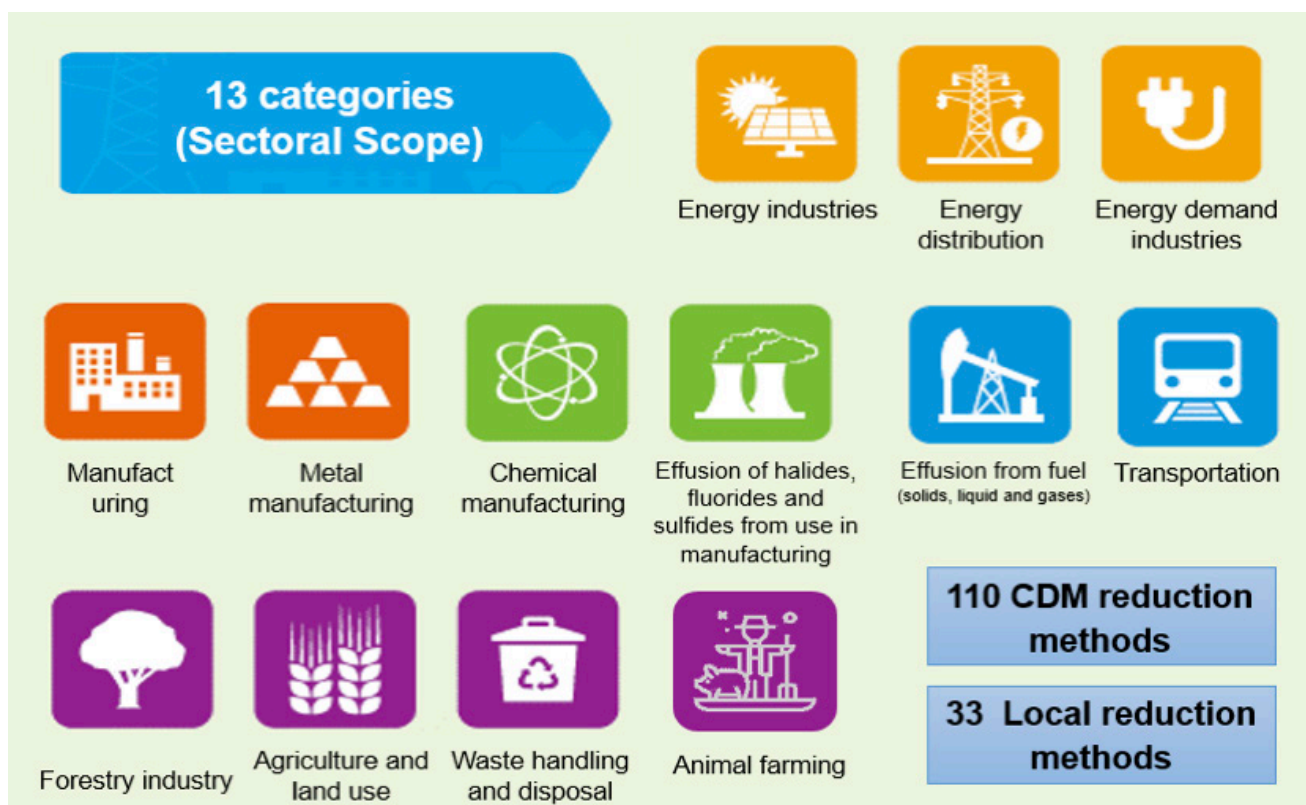 13 categories
(Sectoral Scope)
Energy industries
Energy
distribution
Energy demand
industries
Manufact
uring
Metal
manufacturing
Chemical
manufacturing
Effusion of halides,
fluorides and
sulfides from use in
manufacturing
Effusion from fuel
(solids, liquid and gases)
Transportation
Forestry industry
Agriculture and
land use
Waste handling
and disposal
Animal farming
110 CDM reduction
methods
33 Local reduction
methods